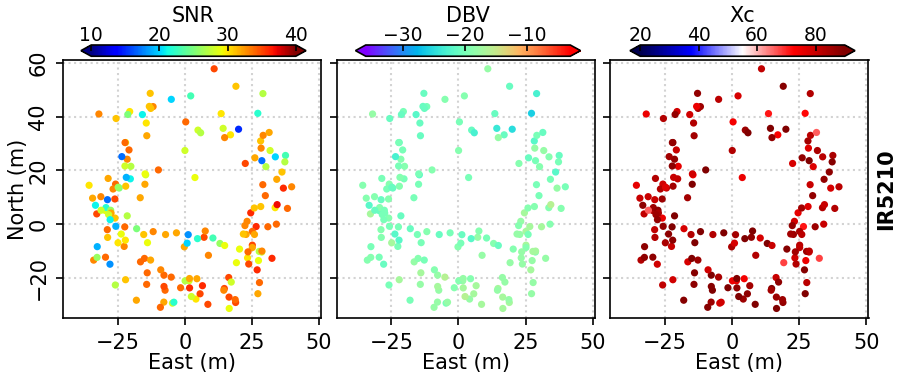 SNR DBV Xc
10 20 30 40 −30 −20 −10 20 40 60 80
60
40
20
0
−20
North (m)
IR5210
−25 0 25 50 −25 0 25 50 −25 0 25 50
East (m) East (m) East (m)